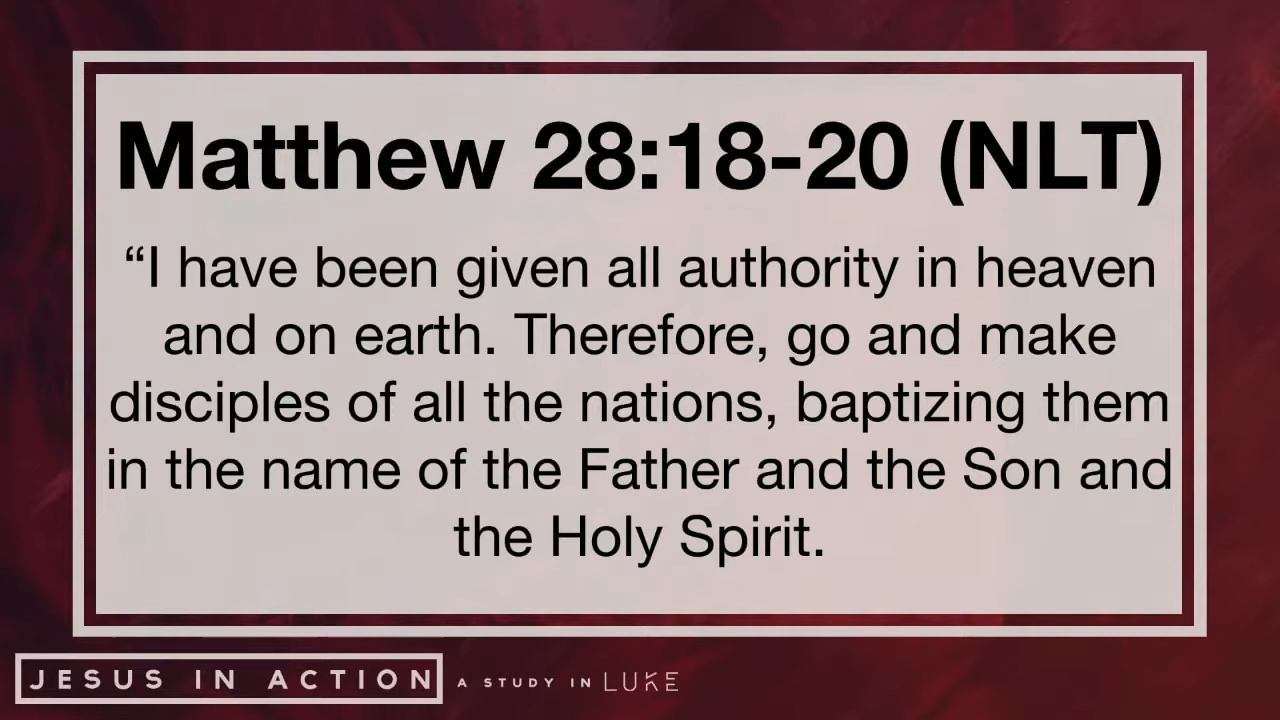 Matthew 28:18-20 (NLT)
“I have been given all authority in heaven
and on earth. Therefore, go and make
disciples of all the nations, baptizing them
in the name of the Father and the Son and
the Holy Spirit.
JESUS IN ACTION A STUDY IN LUKE